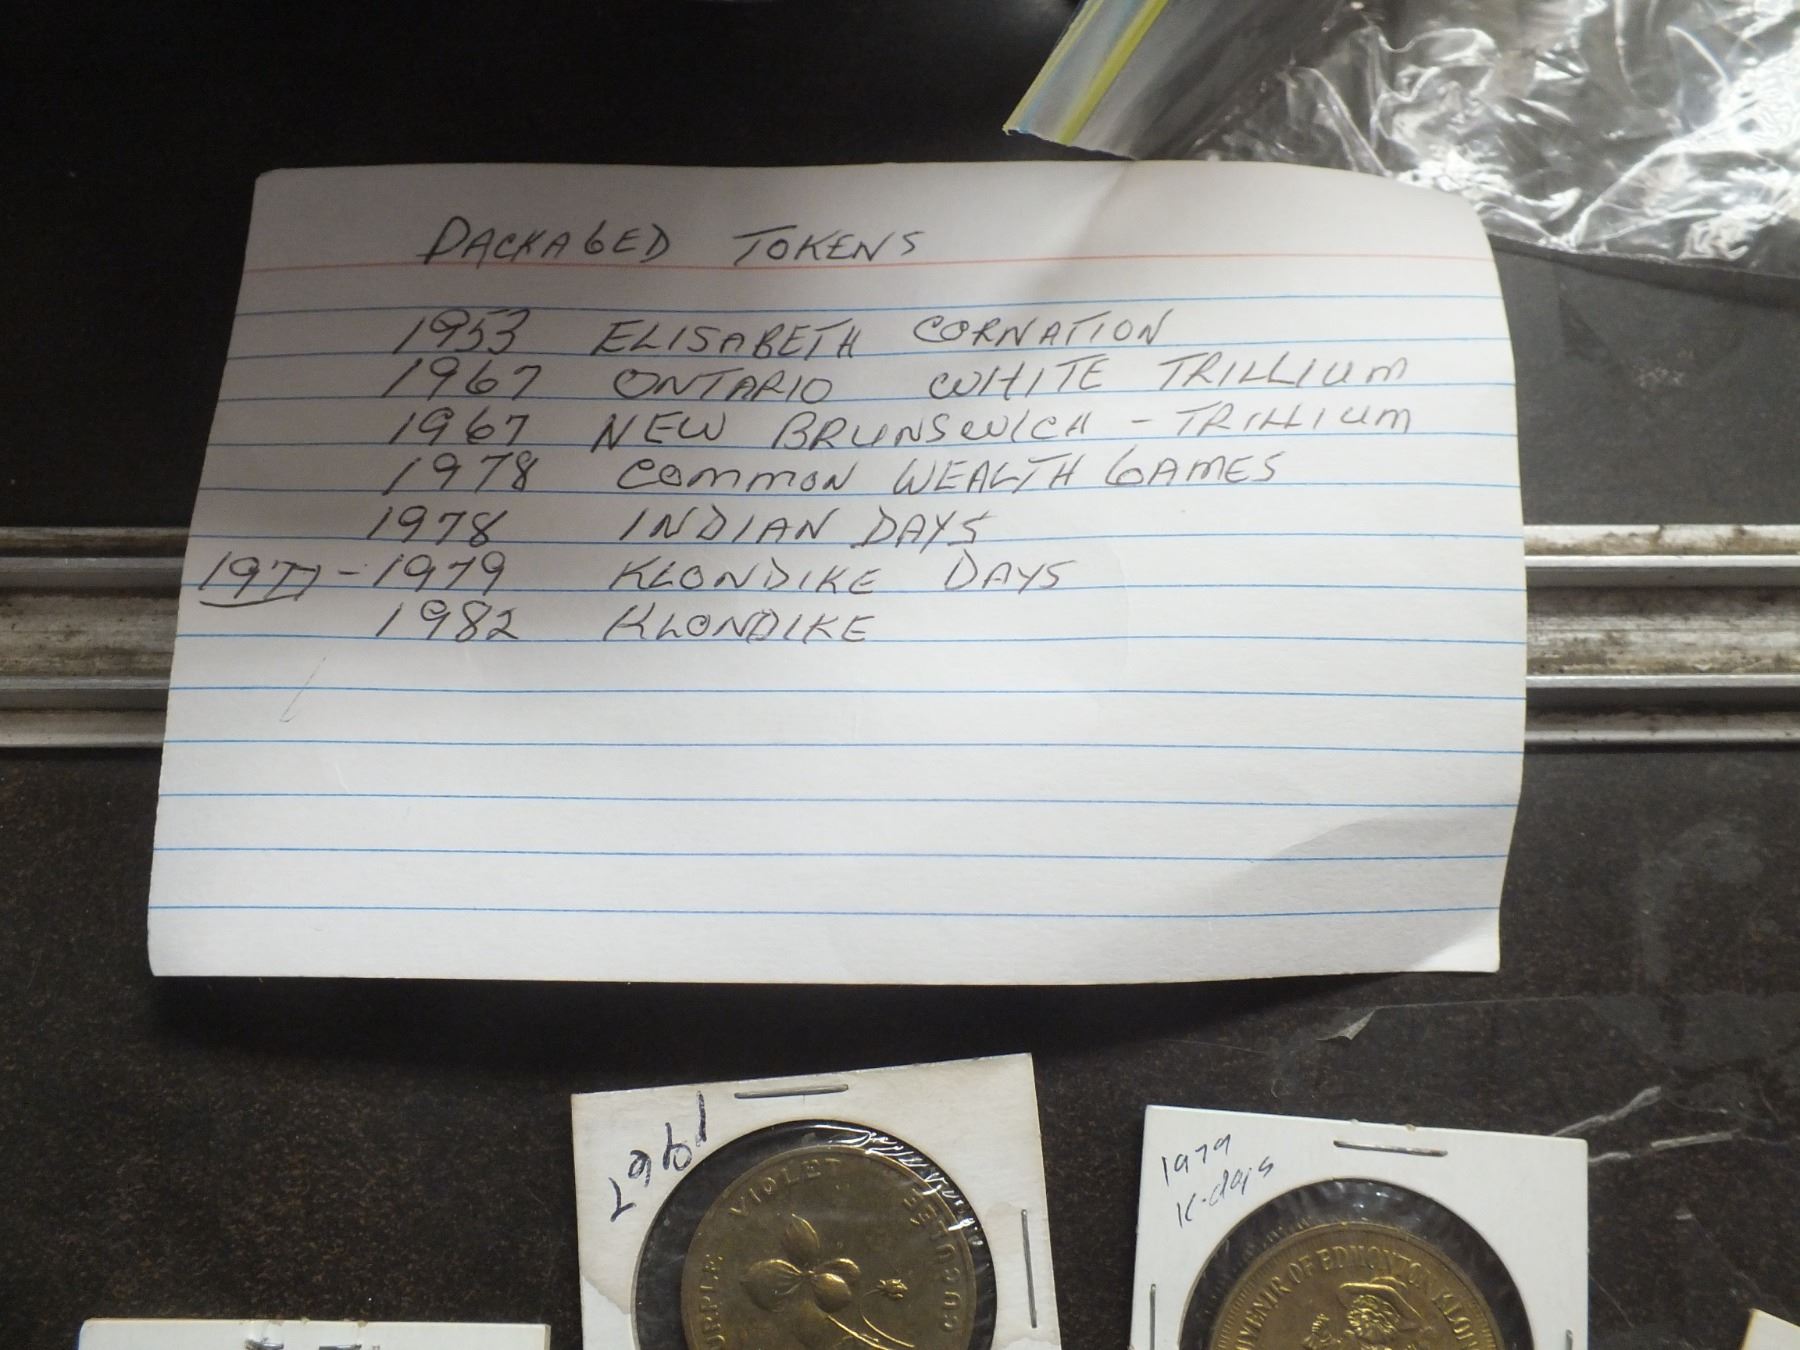 PACKAGED TOKENS
1953 ELISABETH CORNATION
1967 ONTARIO WHITE TRILLIUM
1967 NEW BRUNSWICH - TRILLIUM
1978 COMMON WEALTH GAMES
1978 INDIAN DAYS
1977 - 1979 KLONDIKE DAYS
1982 KLONDIKE
1967
PURPLE VIOLET
1979
K-days
SOUVENIR OF EDMONTON